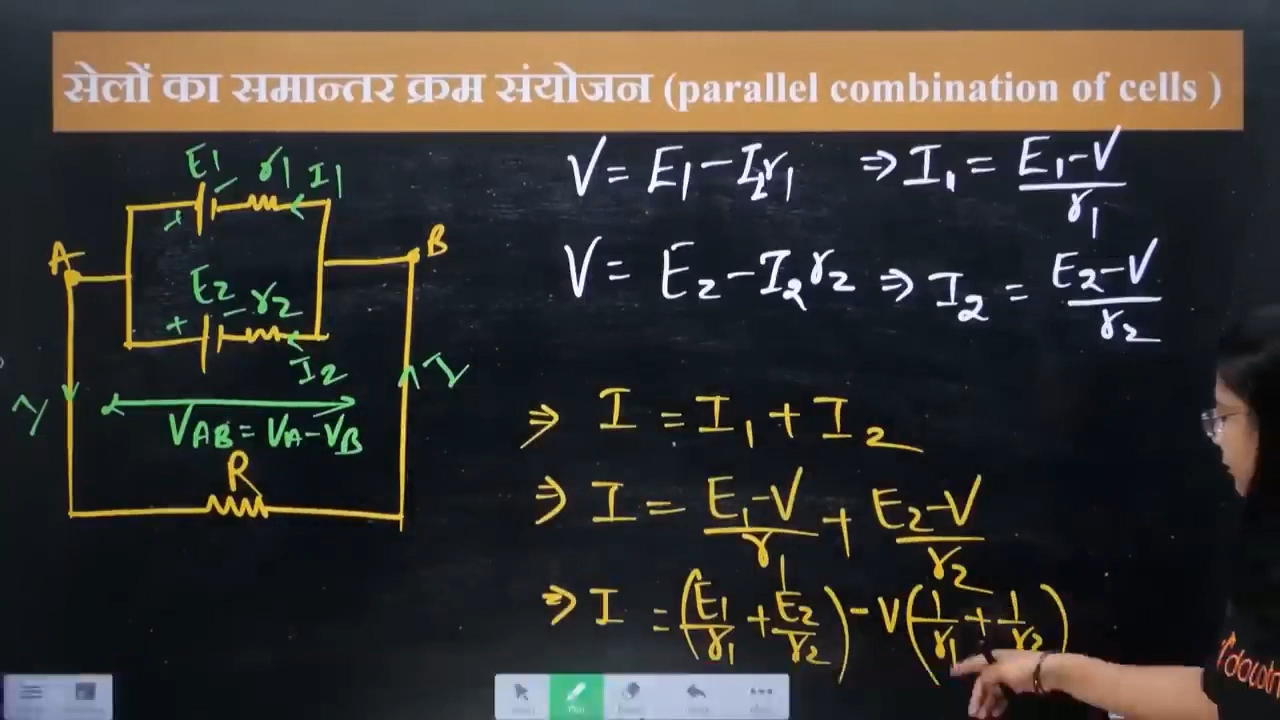 सेलों का समान्तर क्रम संयोजन (parallel combination of cells )
E1 - r1 I1
+
A
B
E2 - r2
+
I2
I
I
VAB = VA - VB
R
V = E1 - I1r1 ⇒ I1 = (E1 - V)/r1
V = E2 - I2r2 ⇒ I2 = (E2 - V)/r2
⇒ I = I1 + I2
⇒ I = (E1 - V)/r1 + (E2 - V)/r2
⇒ I = (E1/r1 + E2/r2) - V(1/r1 + 1/r2)